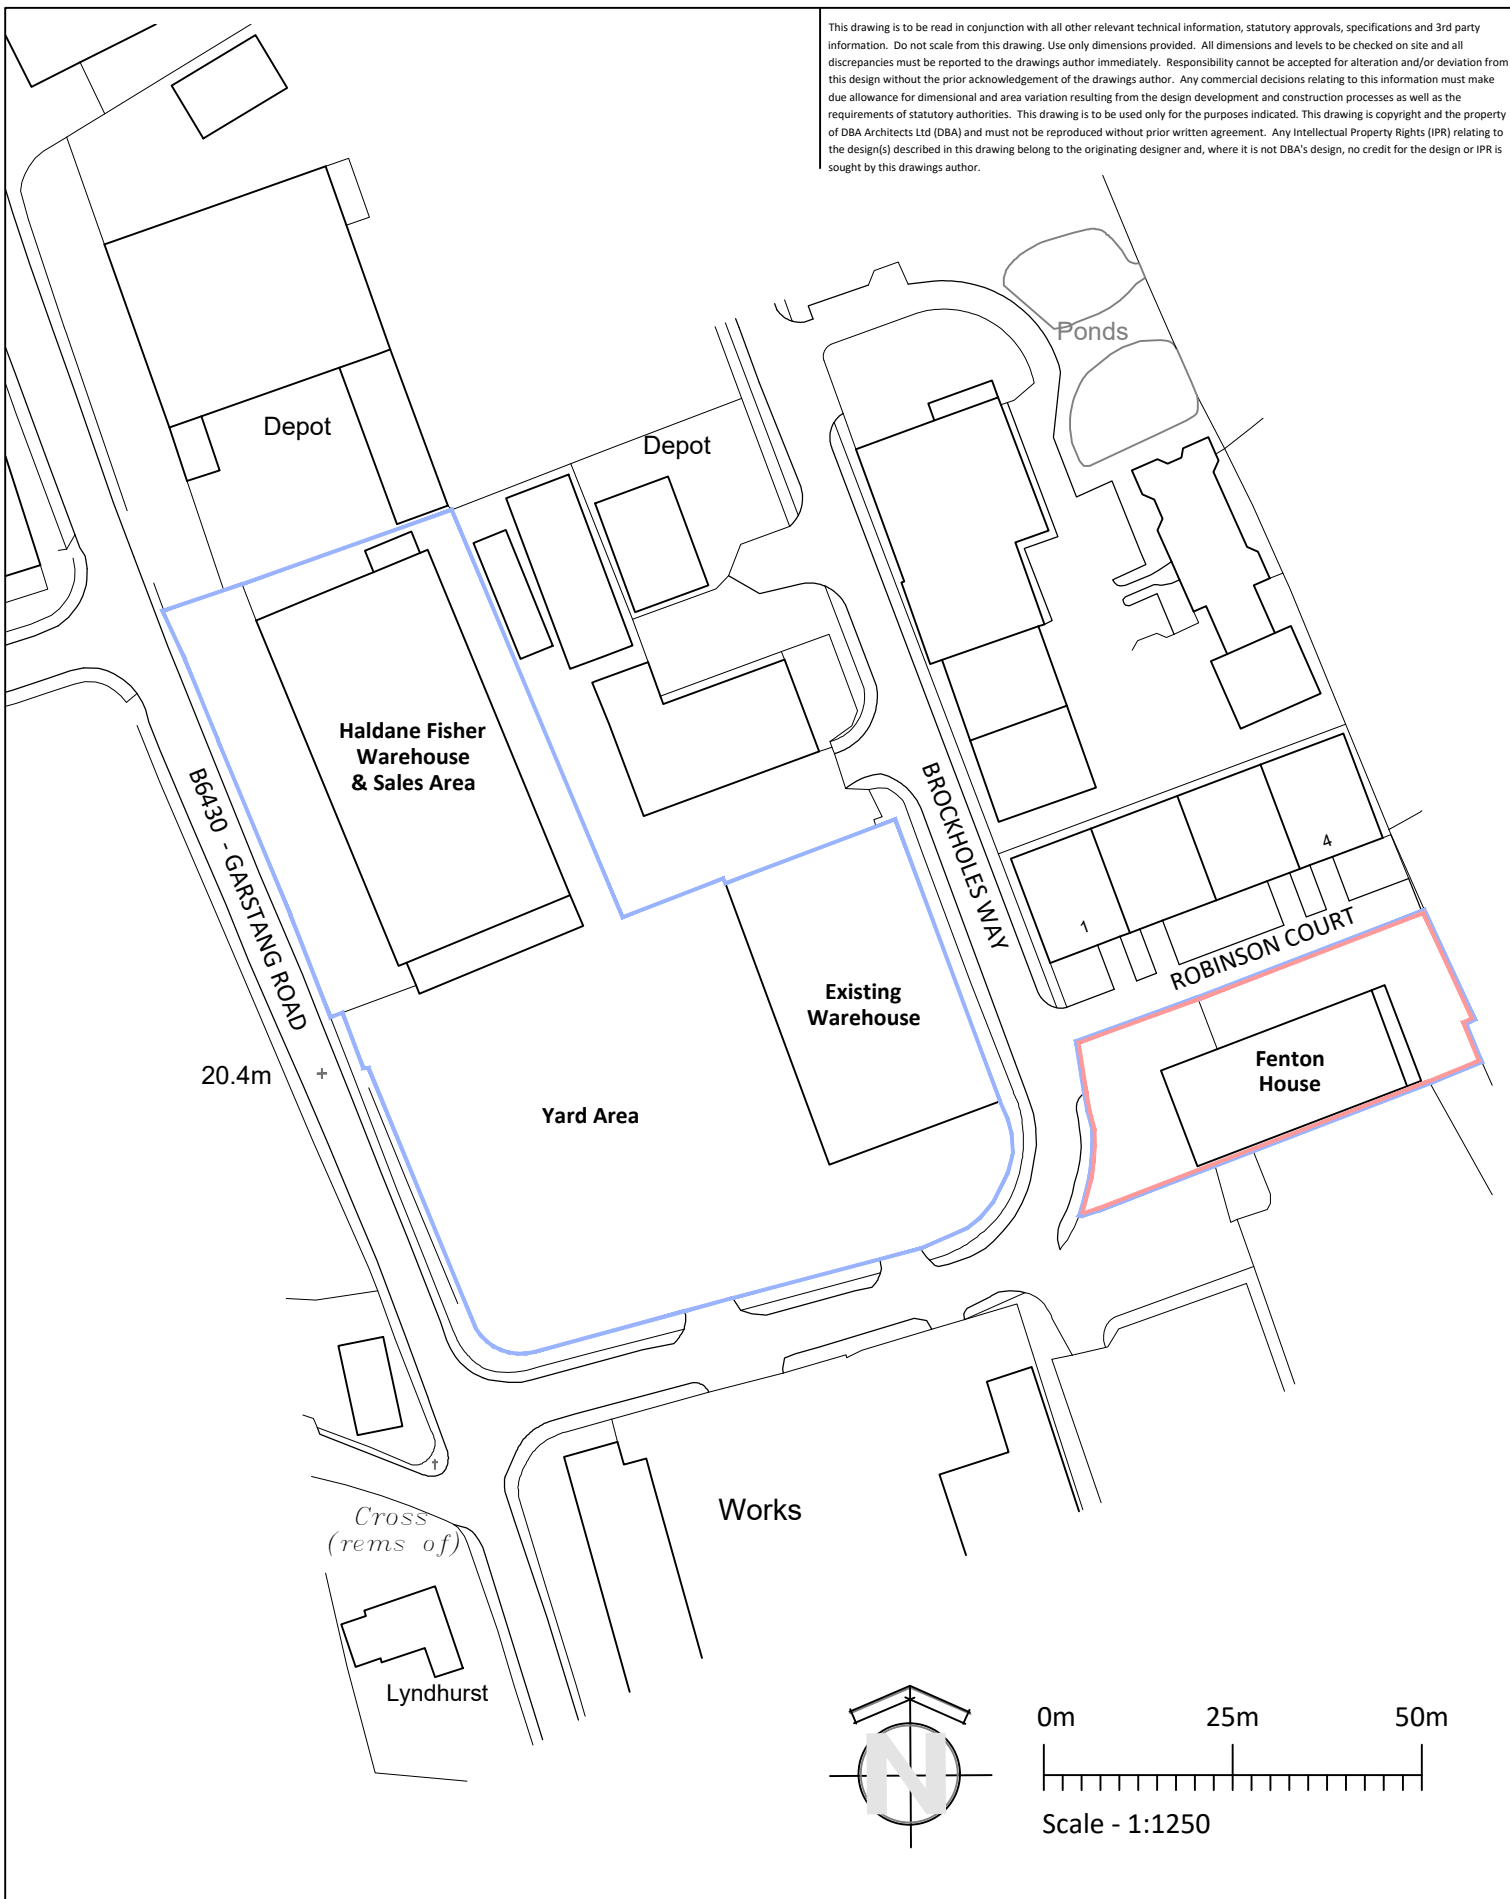 This drawing is to be read in conjunction with all other relevant technical information, statutory approvals, specifications and 3rd party
information.  Do not scale from this drawing. Use only dimensions provided.  All dimensions and levels to be checked on site and all
discrepancies must be reported to the drawings author immediately.  Responsibility cannot be accepted for alteration and/or deviation from
this design without the prior acknowledgement of the drawings author.  Any commercial decisions relating to this information must make
due allowance for dimensional and area variation resulting from the design development and construction processes as well as the
requirements of statutory authorities.  This drawing is to be used only for the purposes indicated. This drawing is copyright and the property
of DBA Architects Ltd (DBA) and must not be reproduced without prior written agreement.  Any Intellectual Property Rights (IPR) relating to
the design(s) described in this drawing belong to the originating designer and, where it is not DBA's design, no credit for the design or IPR is
sought by this drawings author.
Ponds
Depot
Depot
Haldane Fisher
Warehouse
& Sales Area
B6430 - GARSTANG ROAD
BROCKHOLES WAY
4
1
ROBINSON COURT
Existing
Warehouse
Fenton
House
20.4m
Yard Area
Works
Cross
(rems of)
Lyndhurst
N
0m 25m 50m
Scale - 1:1250